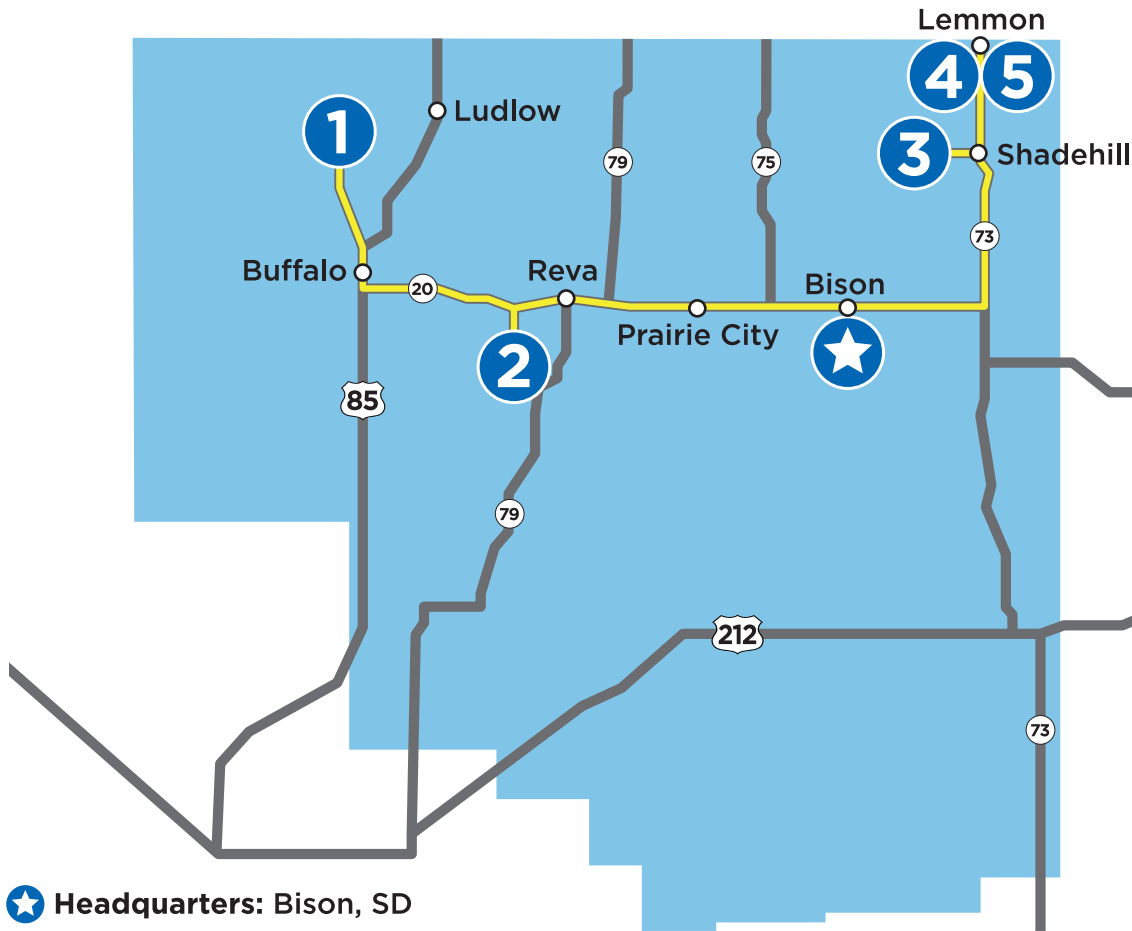 Lemmon
4 5
1
Ludlow
3
Shadehill
79
75
73
Buffalo
20
Reva
Bison
Prairie City
2
85
79
212
73
Headquarters: Bison, SD